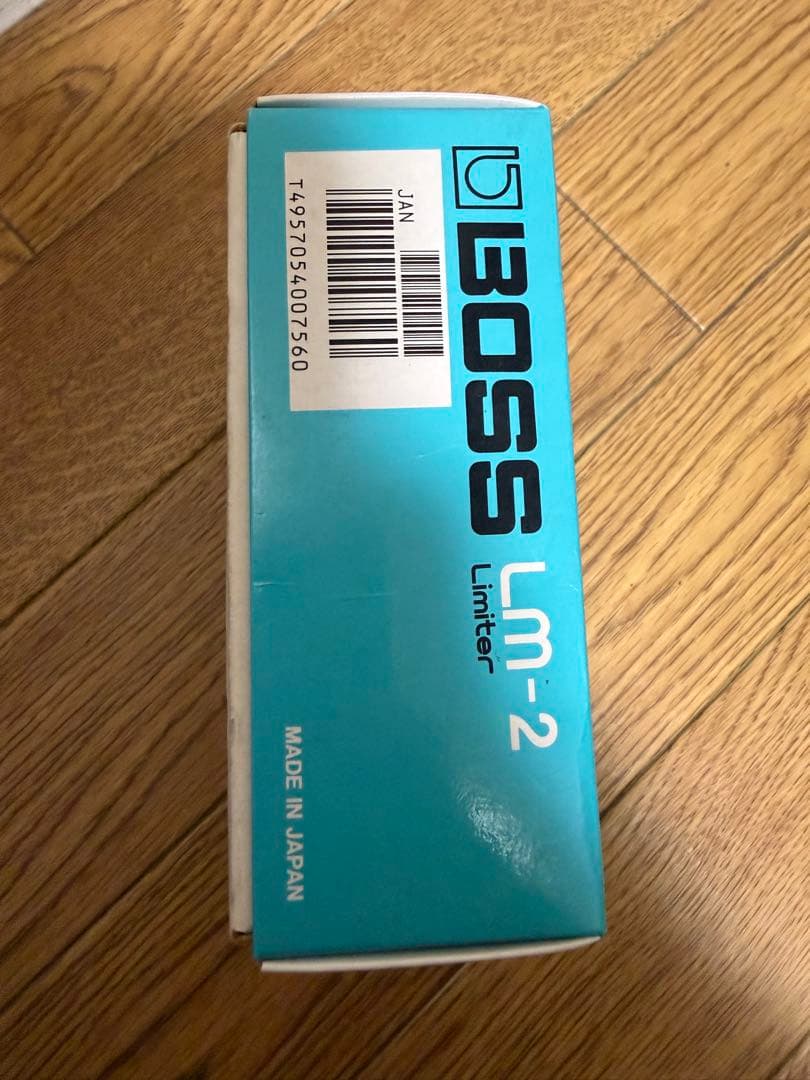 BOSS LM-2
Limiter
JAN
T4957054007560
MADE IN JAPAN